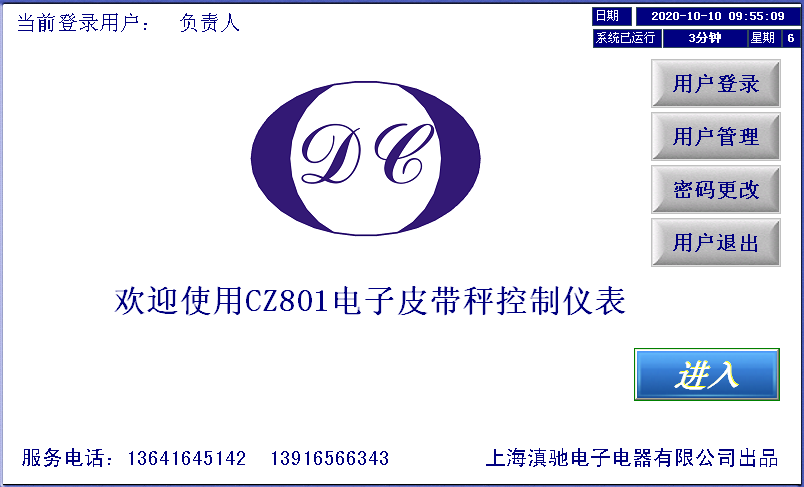 当前登录用户： 负责人
日期 2020-10-10 09:55:09
系统已运行 3分钟 星期 6
用户登录
用户管理
密码更改
用户退出
DC
欢迎使用CZ801电子皮带秤控制仪表
进入
服务电话：13641645142 13916566343
上海滇驰电子电器有限公司出品